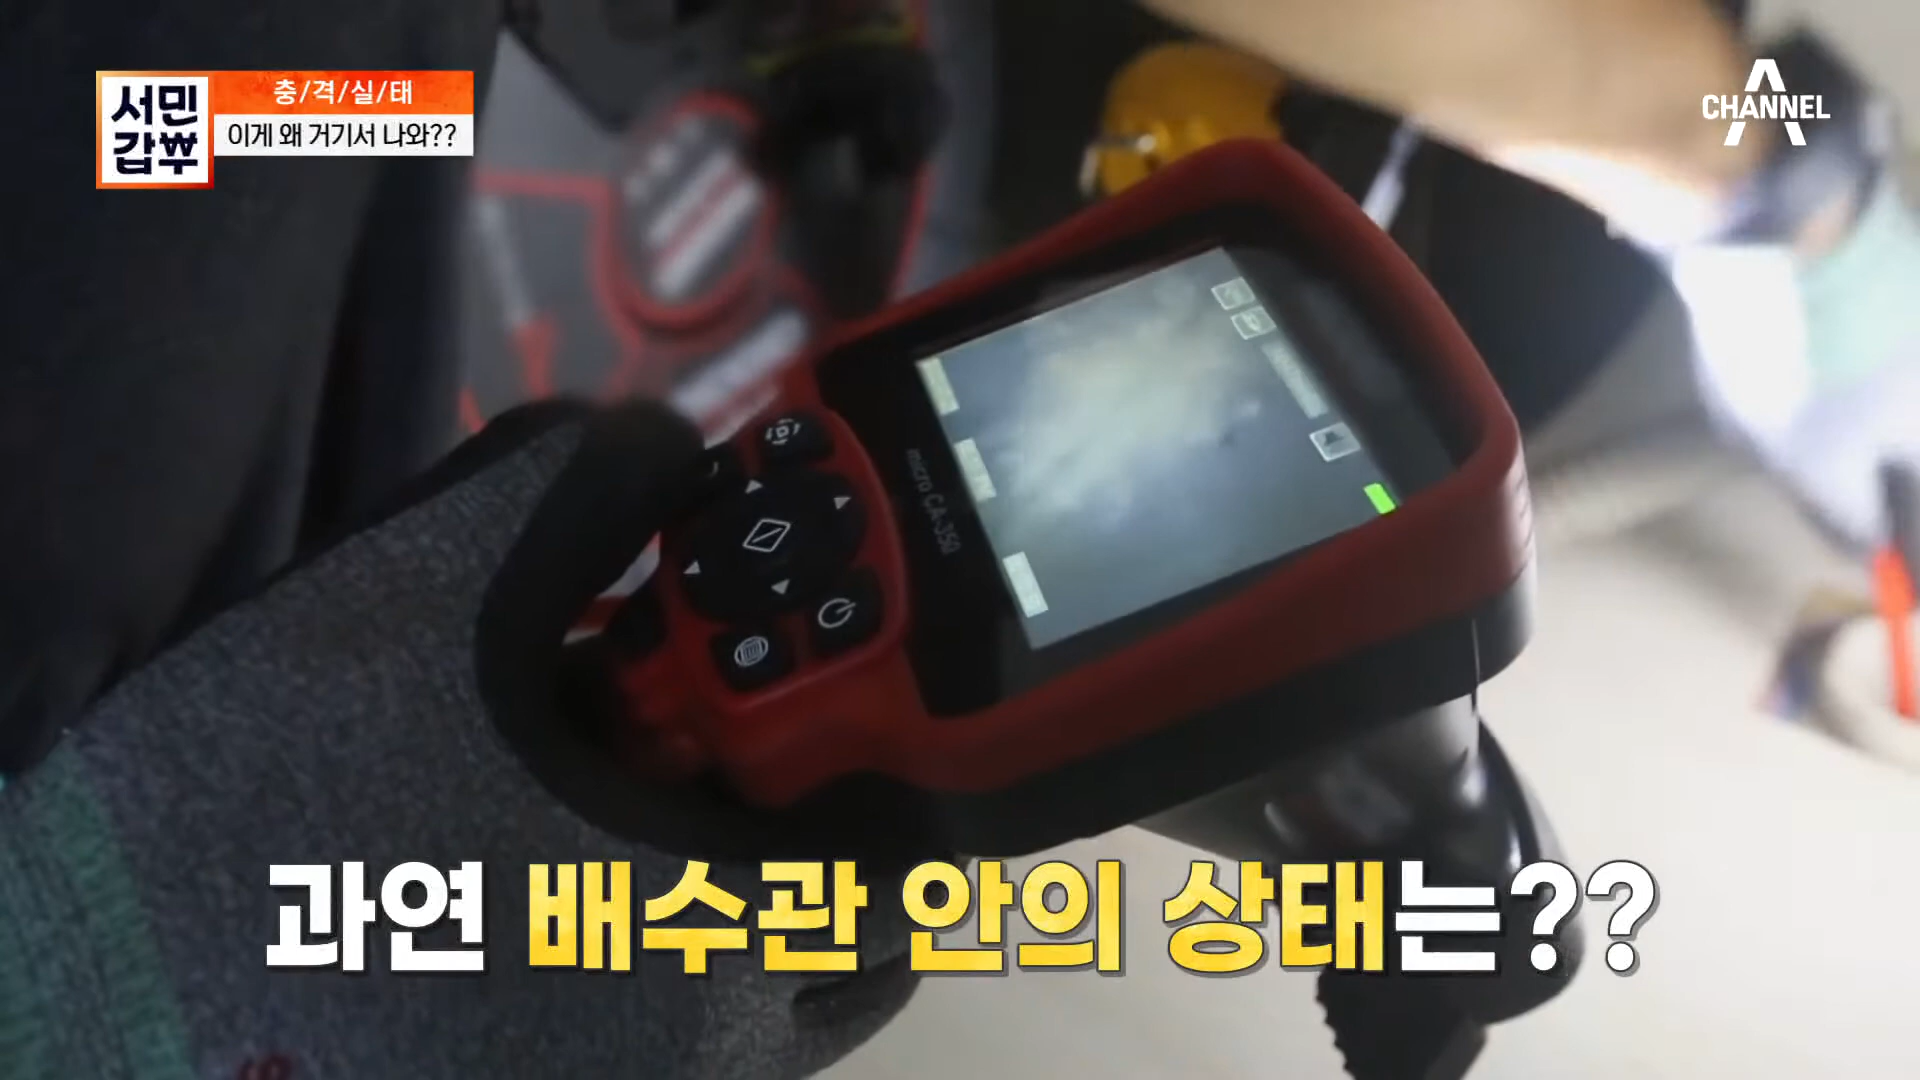 서민
갑₩부
충/격/실/태
이게 왜 거기서 나와??
CHANNEL A
micro CA-350
과연 배수관 안의 상태는??